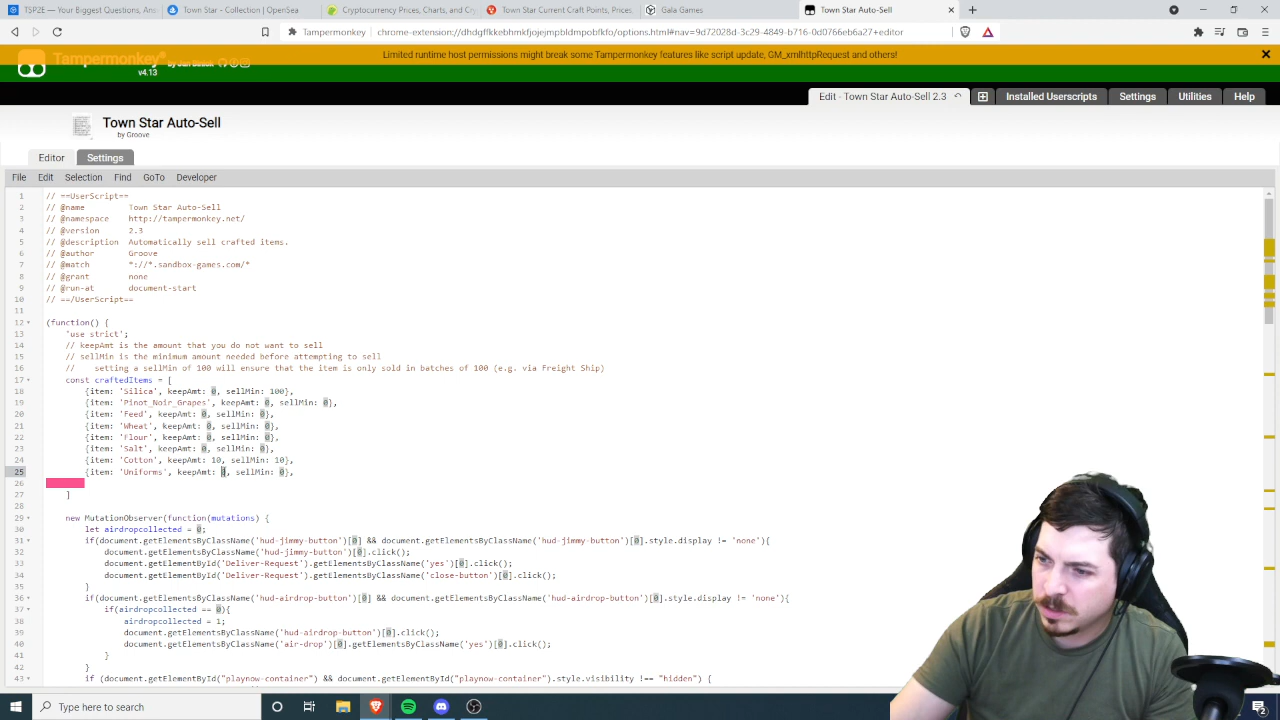 TSP2E — Town Star Products, E
Town Star - Collection | OpenSea
Cryptocurrency Prices, Charts, and Cry
Town Star Current Craft Points, Prices,
Gala Games
Town Star Auto-Sell
Tampermonkey
chrome-extension://dhdgffkkebhmkfjojejmpbldmpobfkfo/options.html#nav=9d72028d-3c29-4849-b716-0d0766eb6a27+editor
Limited runtime host permissions might break some Tampermonkey features like script update, GM_xmlhttpRequest and others!
Tampermonkey® by Jan Biniok
v4.13
Edit - Town Star Auto-Sell 2.3
Installed Userscripts
Settings
Utilities
Help
Town Star Auto-Sell
by Groove
Editor
Settings
File Edit Selection Find GoTo Developer
1 // ==UserScript==
2 // @name Town Star Auto-Sell
3 // @namespace http://tampermonkey.net/
4 // @version 2.3
5 // @description Automatically sell crafted items.
6 // @author Groove
7 // @match *://*.sandbox-games.com/*
8 // @grant none
9 // @run-at document-start
10 // ==/UserScript==
11
12 (function() {
13 'use strict';
14 // keepAmt is the amount that you do not want to sell
15 // sellMin is the minimum amount needed before attempting to sell
16 // setting a sellMin of 100 will ensure that the item is only sold in batches of 100 (e.g. via Freight Ship)
17 const craftedItems = [
18 {item: 'Silica', keepAmt: 0, sellMin: 100},
19 {item: 'Pinot_Noir_Grapes', keepAmt: 0, sellMin: 0},
20 {item: 'Feed', keepAmt: 0, sellMin: 0},
21 {item: 'Wheat', keepAmt: 0, sellMin: 0},
22 {item: 'Flour', keepAmt: 0, sellMin: 0},
23 {item: 'Salt', keepAmt: 0, sellMin: 0},
24 {item: 'Cotton', keepAmt: 10, sellMin: 10},
25 {item: 'Uniforms', keepAmt: 0, sellMin: 0},
26
27 ]
28
29 new MutationObserver(function(mutations) {
30 let airdropcollected = 0;
31 if(document.getElementsByClassName('hud-jimmy-button')[0] && document.getElementsByClassName('hud-jimmy-button')[0].style.display != 'none'){
32 document.getElementsByClassName('hud-jimmy-button')[0].click();
33 document.getElementById('Deliver-Request').getElementsByClassName('yes')[0].click();
34 document.getElementById('Deliver-Request').getElementsByClassName('close-button')[0].click();
35 }
36 if(document.getElementsByClassName('hud-airdrop-button')[0] && document.getElementsByClassName('hud-airdrop-button')[0].style.display != 'none'){
37 if(airdropcollected == 0){
38 airdropcollected = 1;
39 document.getElementsByClassName('hud-airdrop-button')[0].click();
40 document.getElementsByClassName('air-drop')[0].getElementsByClassName('yes')[0].click();
41 }
42 }
43 if (document.getElementById("playnow-container") && document.getElementById("playnow-container").style.visibility !== "hidden") {
Type here to search
2